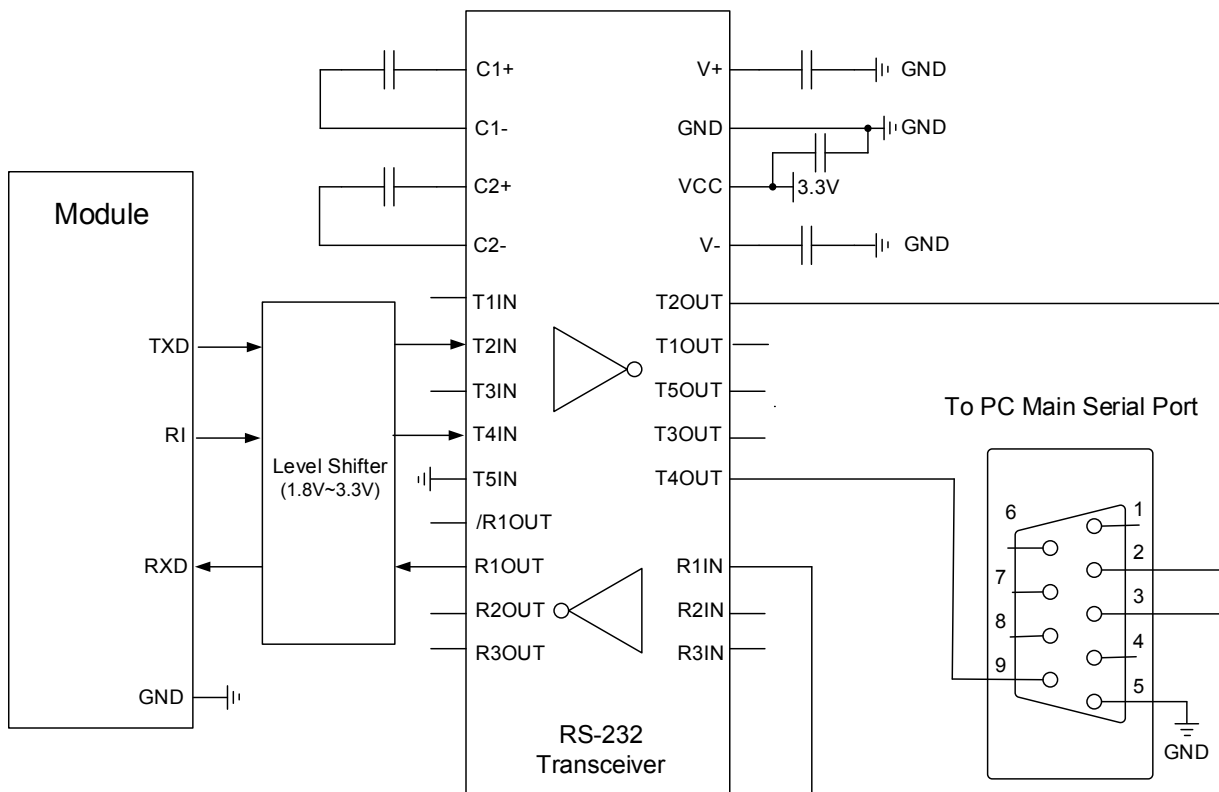 Module
TXD
RI
RXD
GND
Level Shifter
(1.8V~3.3V)
C1+
C1-
C2+
C2-
T1IN
T2IN
T3IN
T4IN
T5IN
/R1OUT
R1OUT
R2OUT
R3OUT
V+
GND
VCC
V-
T2OUT
T1OUT
T5OUT
T3OUT
T4OUT
R1IN
R2IN
R3IN
RS-232
Transceiver
GND
GND
3.3V
GND
To PC Main Serial Port
6
7
8
9
1
2
3
4
5
GND